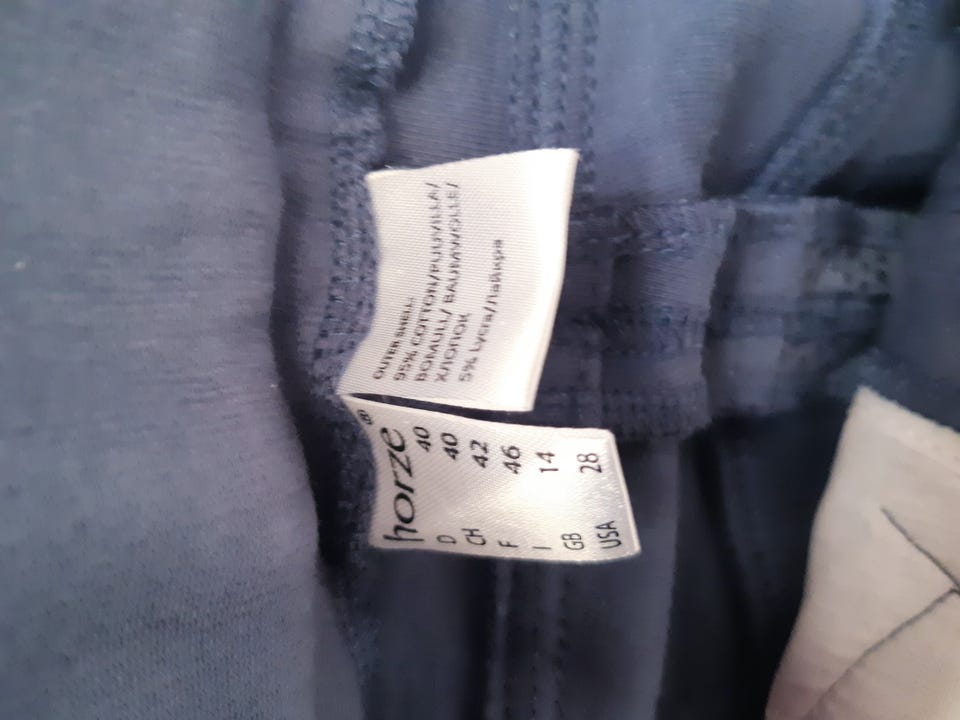 horze®
D 40
CH 40
F 42
I 46
GB 14
USA 28
OUTER SHELL:
95% COTTON/PUUVILLA/
BOMULL/ BAUMWOLLE/
ХЛОПОК
5% Lycra/Лайкра